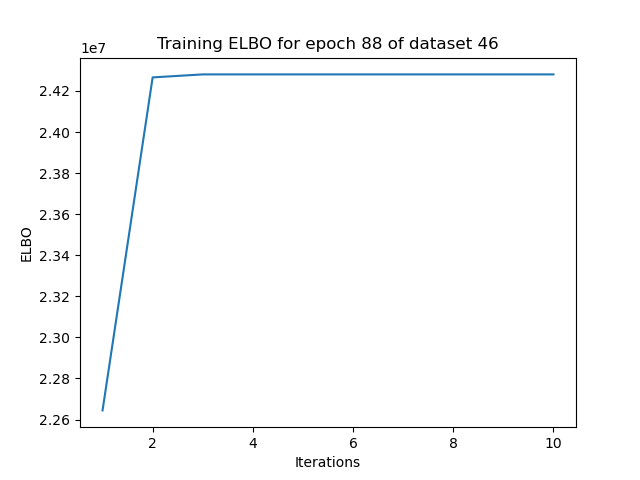 Training ELBO for epoch 88 of dataset 46
1e7
2.42
2.40
2.38
2.36
2.34
2.32
2.30
2.28
2.26
ELBO
2 4 6 8 10
Iterations